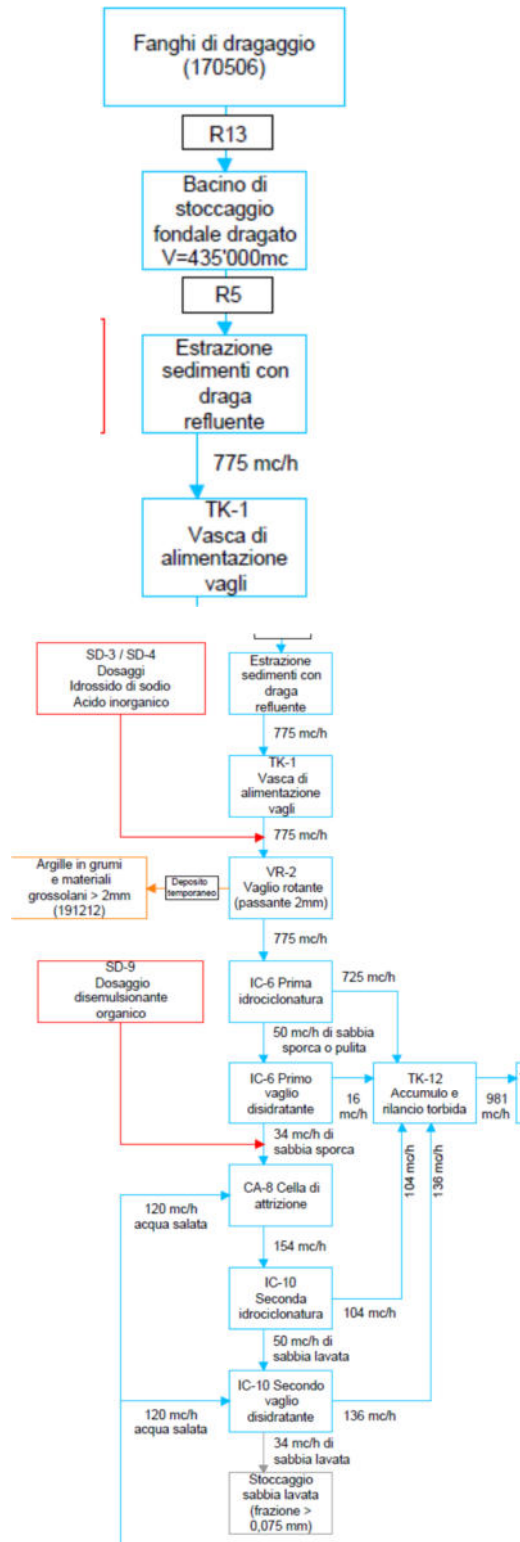 Fanghi di dragaggio
(170506)
R13
Bacino di
stoccaggio
fondale dragato
V=435'000mc
R5
Estrazione
sedimenti con
draga
refluente
775 mc/h
TK-1
Vasca di
alimentazione
vagli
SD-3 / SD-4
Dosaggi
Idrossido di sodio
Acido inorganico
Estrazione
sedimenti con
draga
refluente
775 mc/h
TK-1
Vasca di
alimentazione
vagli
775 mc/h
Argille in grumi
e materiali
grossolani > 2mm
(191212)
Deposito
temporaneo
VR-2
Vaglio rotante
(passante 2mm)
775 mc/h
SD-9
Dosaggio
disemulsionante
organico
IC-6 Prima
idrociclonatura
725 mc/h
50 mc/h di sabbia
sporca o pulita
IC-6 Primo
vaglio
disidratante
16
mc/h
TK-12
Accumulo e
rilancio torbida
981
mc/h
34 mc/h di
sabbia sporca
104 mc/h
136 mc/h
CA-8 Cella di
attrizione
120 mc/h
acqua salata
154 mc/h
IC-10
Seconda
idrociclonatura
104 mc/h
50 mc/h di
sabbia lavata
IC-10 Secondo
vaglio
disidratante
120 mc/h
acqua salata
136 mc/h
34 mc/h di
sabbia lavata
Stoccaggio
sabbia lavata
(frazione >
0,075 mm)